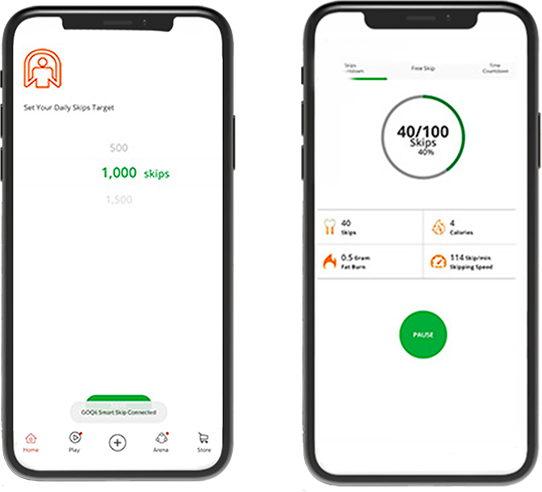 Set Your Daily Skips Target
500
1,000 skips
1,500
GOQii Smart Skip Connected
Home
Play
Arena
Store
Skips
Free Skip
Time
Countdown
40/100
Skips
40%
40
Skips
4
Calories
0.5 Gram
Fat Burn
114 Skip/min
Skipping Speed
PAUSE